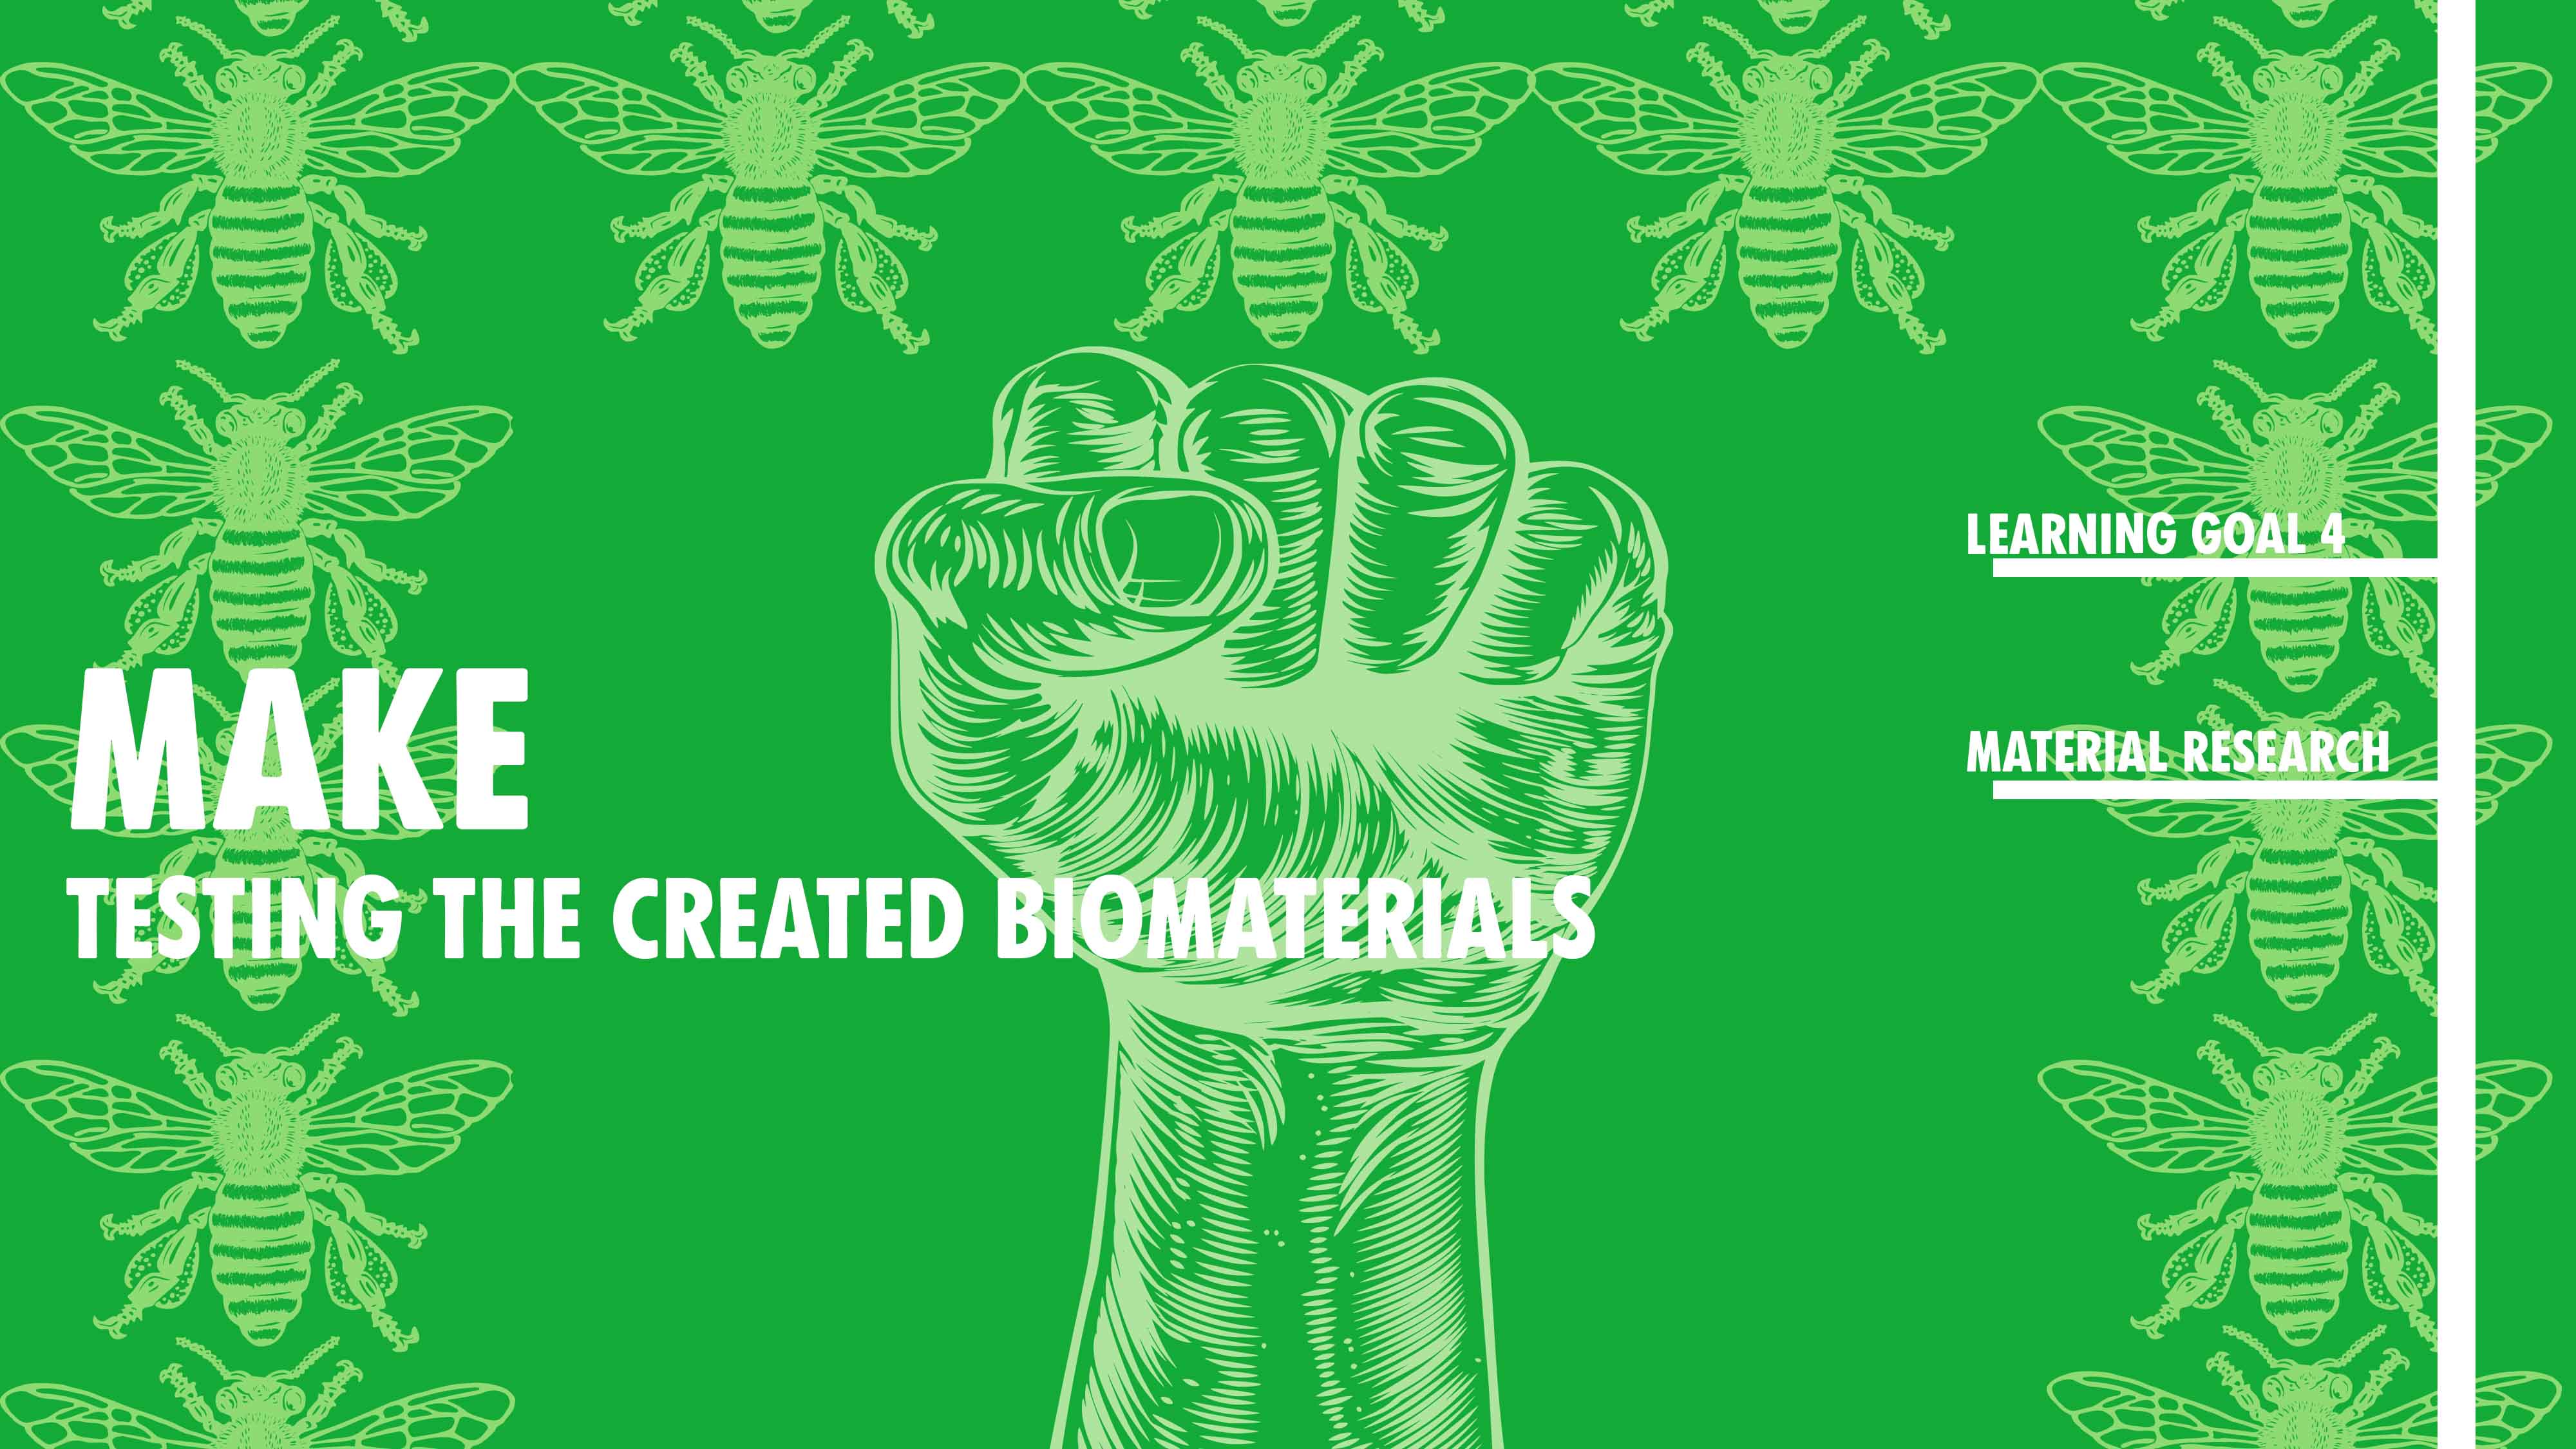 MAKE
TESTING THE CREATED BIOMATERIALS
LEARNING GOAL 4
MATERIAL RESEARCH